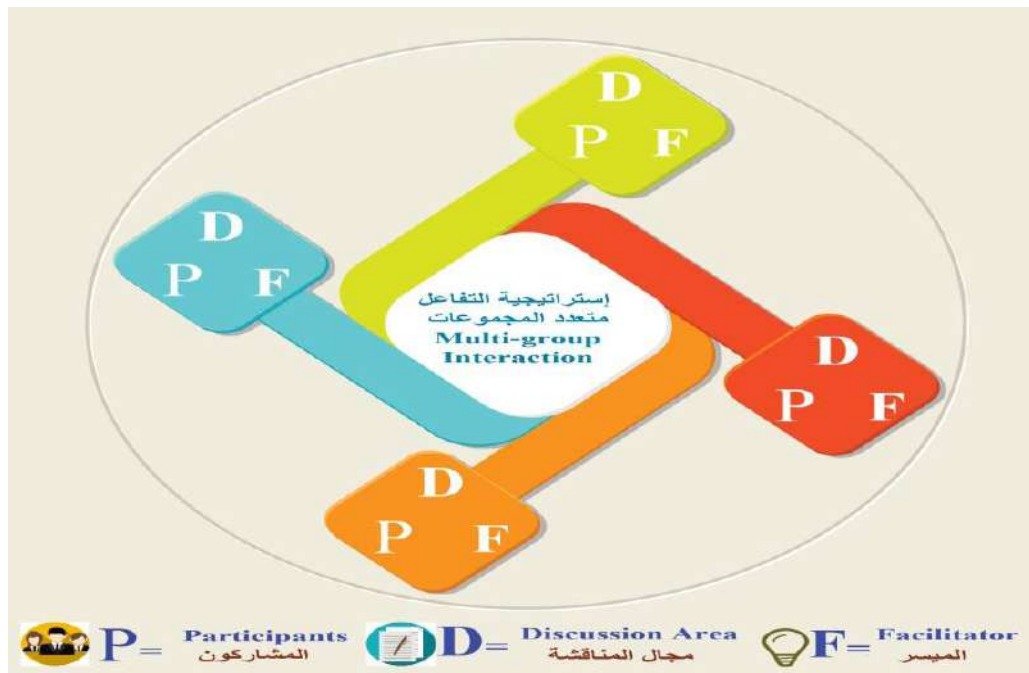 D
P F
D
P F
إستراتيجية التفاعل
متعدد المجموعات
Multi-group
Interaction
D
P F
D
P F
P= Participants
المشاركون
D= Discussion Area
مجال المناقشة
F= Facilitator
الميسر